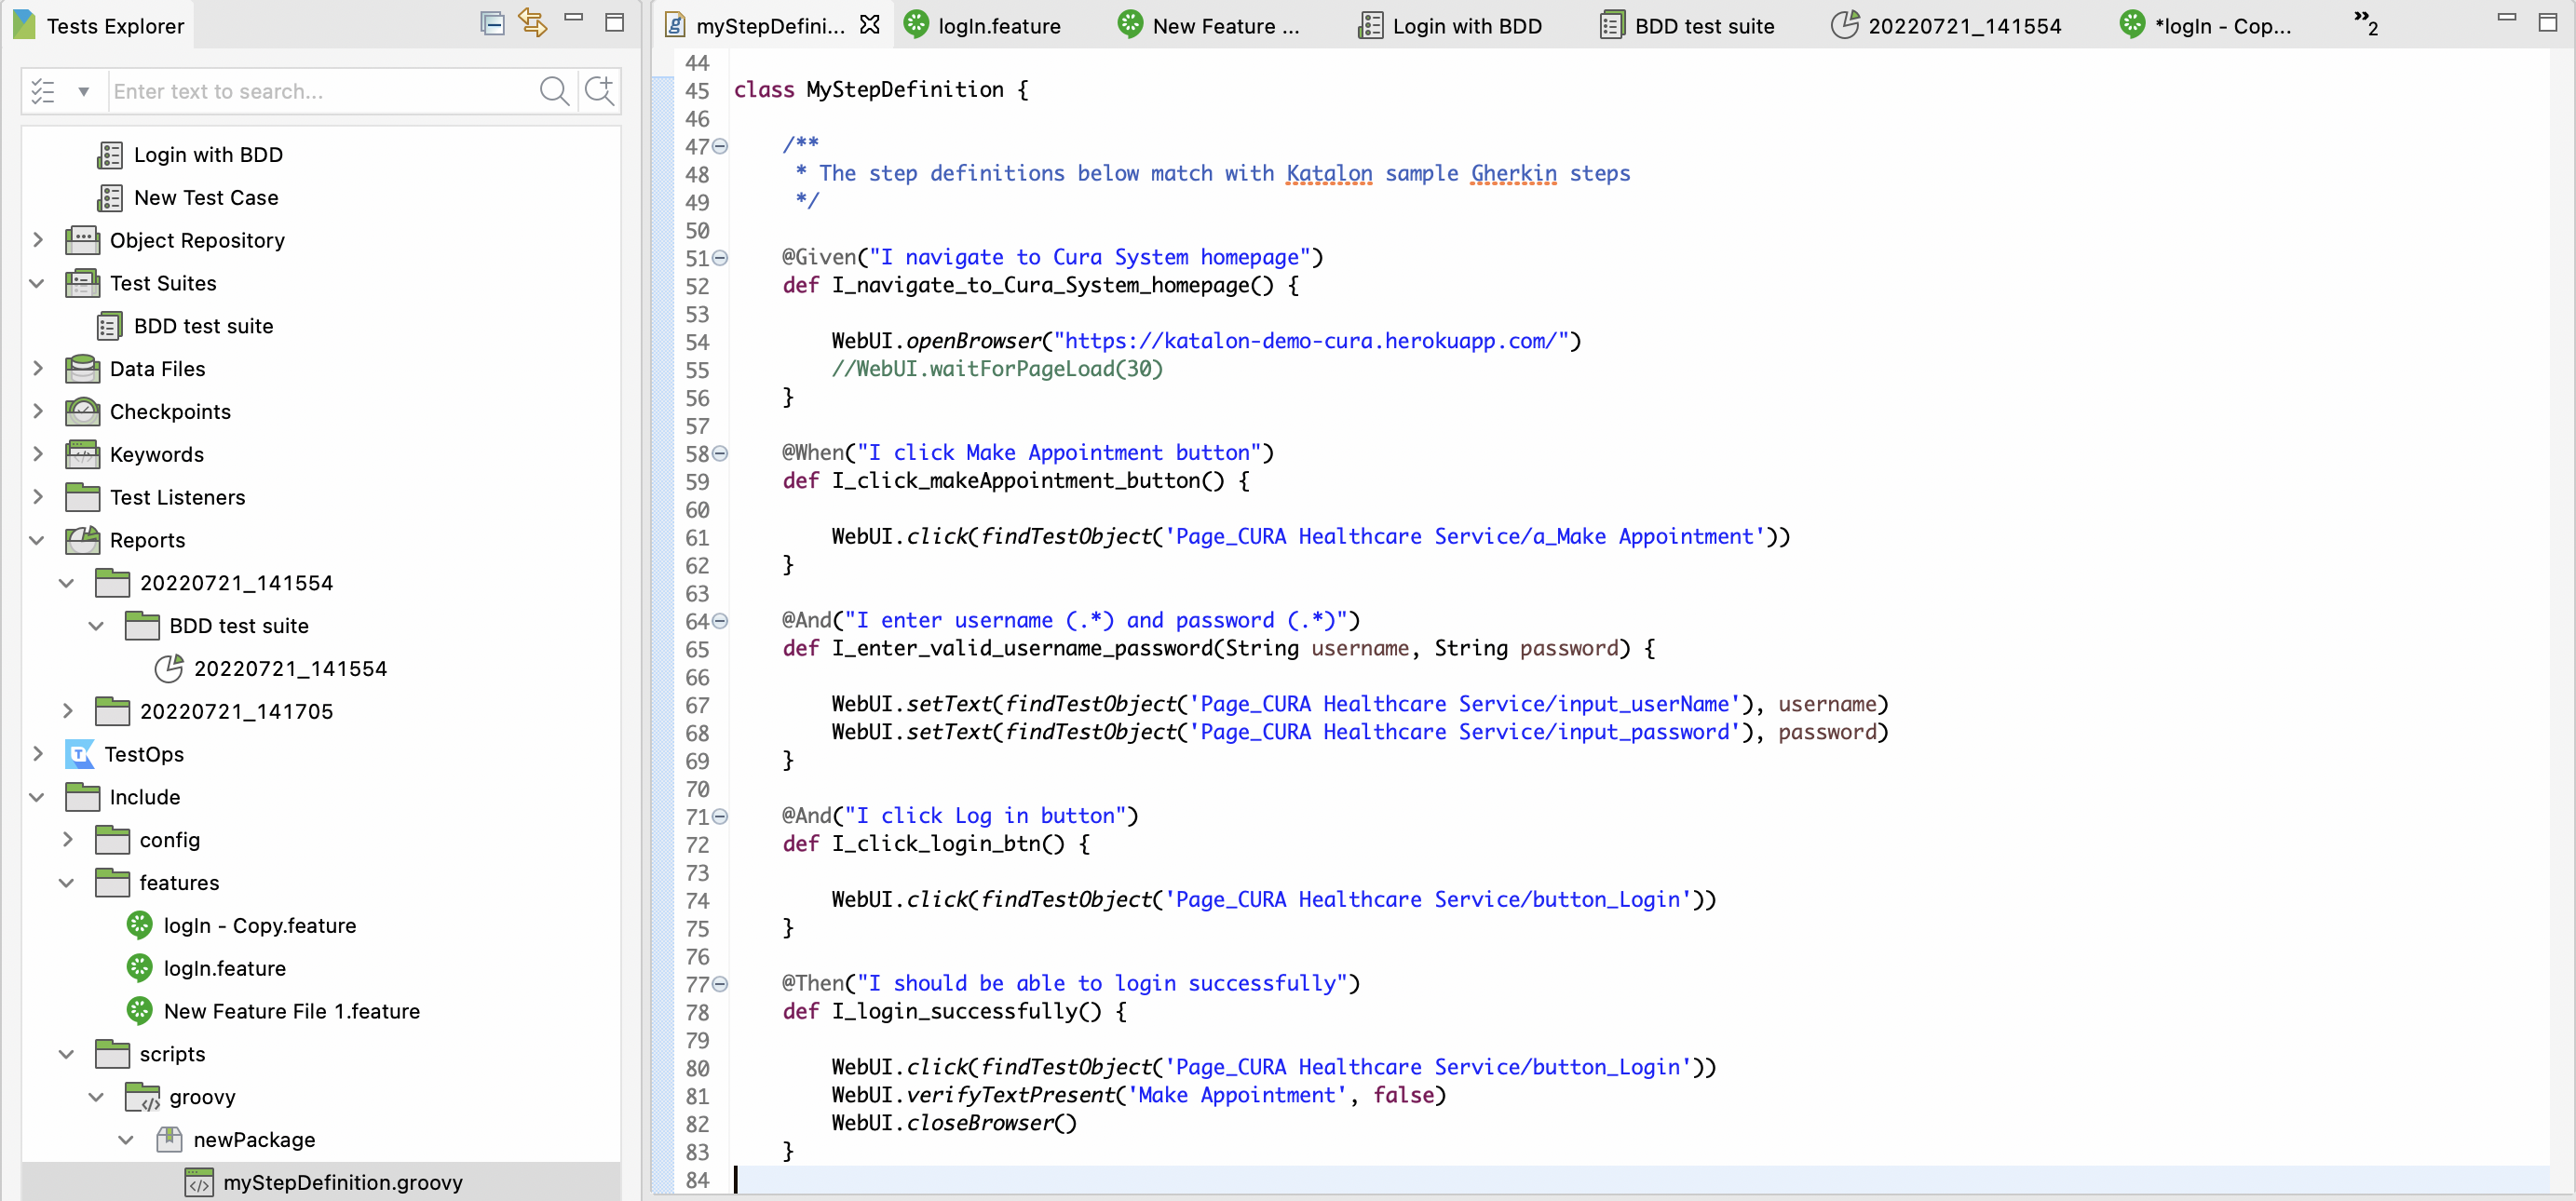 Tests Explorer
Enter text to search...
Login with BDD
New Test Case
Object Repository
Test Suites
BDD test suite
Data Files
Checkpoints
Keywords
Test Listeners
Reports
20220721_141554
BDD test suite
20220721_141554
20220721_141705
TestOps
Include
config
features
logIn - Copy.feature
logIn.feature
New Feature File 1.feature
scripts
groovy
newPackage
myStepDefinition.groovy
myStepDefini... logIn.feature New Feature ... Login with BDD BDD test suite 20220721_141554 *logIn - Cop... »2
44
45 class MyStepDefinition {
46
47 /**
48 * The step definitions below match with Katalon sample Gherkin steps
49 */
50
51 @Given("I navigate to Cura System homepage")
52 def I_navigate_to_Cura_System_homepage() {
53
54 WebUI.openBrowser("https://katalon-demo-cura.herokuapp.com/")
55 //WebUI.waitForPageLoad(30)
56 }
57
58 @When("I click Make Appointment button")
59 def I_click_makeAppointment_button() {
60
61 WebUI.click(findTestObject('Page_CURA Healthcare Service/a_Make Appointment'))
62 }
63
64 @And("I enter username (.*) and password (.*)")
65 def I_enter_valid_username_password(String username, String password) {
66
67 WebUI.setText(findTestObject('Page_CURA Healthcare Service/input_userName'), username)
68 WebUI.setText(findTestObject('Page_CURA Healthcare Service/input_password'), password)
69 }
70
71 @And("I click Log in button")
72 def I_click_login_btn() {
73
74 WebUI.click(findTestObject('Page_CURA Healthcare Service/button_Login'))
75 }
76
77 @Then("I should be able to login successfully")
78 def I_login_successfully() {
79
80 WebUI.click(findTestObject('Page_CURA Healthcare Service/button_Login'))
81 WebUI.verifyTextPresent('Make Appointment', false)
82 WebUI.closeBrowser()
83 }
84